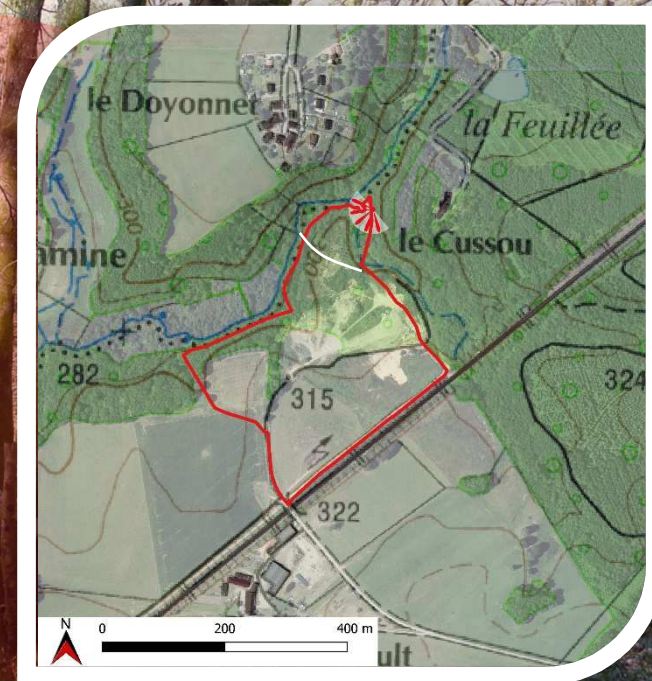 le Doyonnet
la Feuillée
300
le Cussou
amine
282
315
324
322
N
0 200 400 m
ult